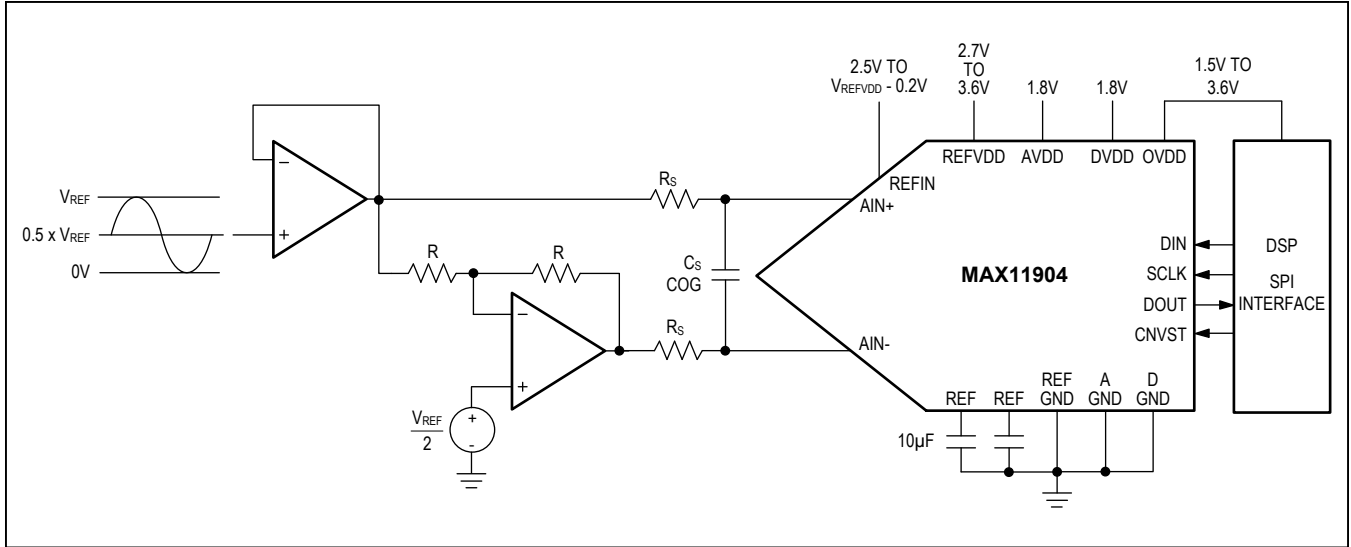 2.5V TO
VREFVDD - 0.2V
2.7V
TO
3.6V
1.8V
1.8V
1.5V TO
3.6V
REFVDD
AVDD
DVDD
OVDD
REFIN
AIN+
VREF
0.5 x VREF
0V
-
+
RS
R
R
CS
COG
-
+
RS
AIN-
VREF
2
+
-
MAX11904
DIN
SCLK
DOUT
CNVST
DSP
SPI
INTERFACE
REF
REF
REF
GND
A
GND
D
GND
10µF